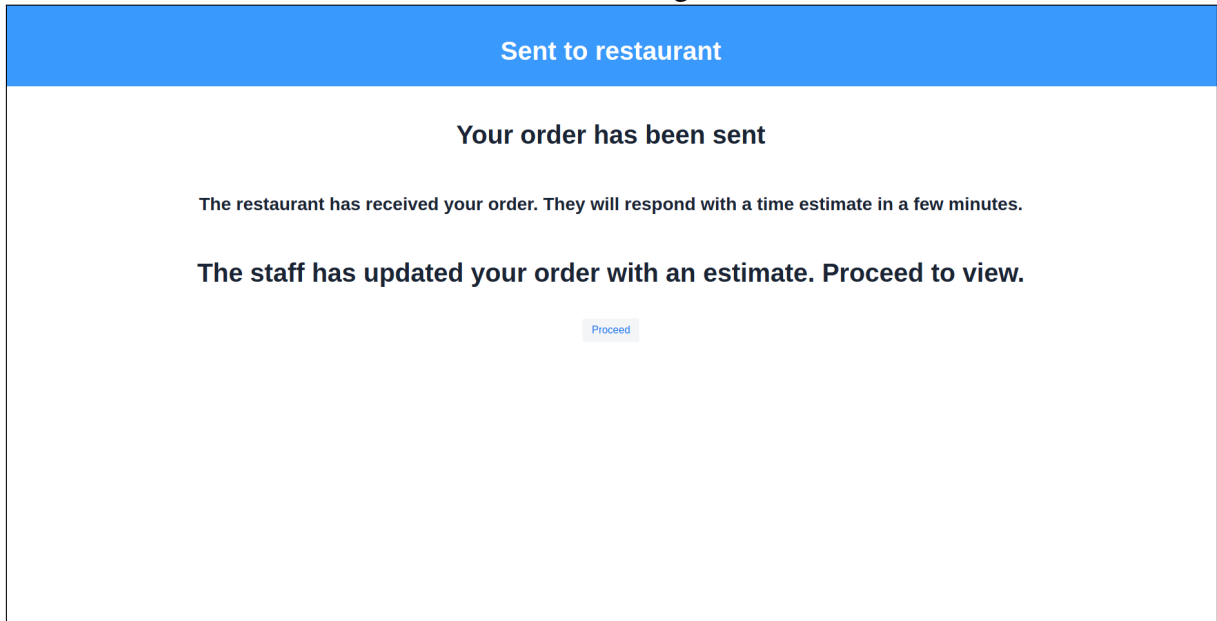 Sent to restaurant
Your order has been sent
The restaurant has received your order. They will respond with a time estimate in a few minutes.
The staff has updated your order with an estimate. Proceed to view.
Proceed